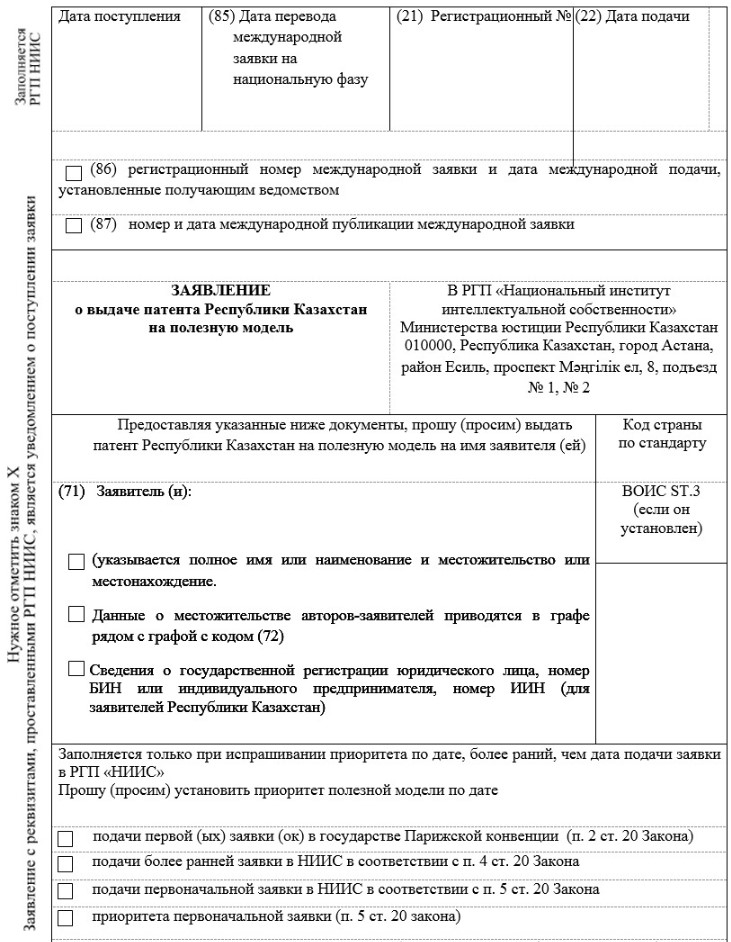 Заполняется
РГП НИИС
Дата поступления
(85) Дата перевода
международной
заявки на
национальную фазу
(21) Регистрационный №
(22) Дата подачи
(86) регистрационный номер международной заявки и дата международной подачи,
установленные получающим ведомством
(87) номер и дата международной публикации международной заявки
Нужное отметить знаком X
Заявление с реквизитами, проставленными РГП НИИС, является уведомлением о поступлении заявки
ЗАЯВЛЕНИЕ
о выдаче патента Республики Казахстан
на полезную модель
В РГП «Национальный институт
интеллектуальной собственности»
Министерства юстиции Республики Казахстан
010000, Республика Казахстан, город Астана,
район Есиль, проспект Мәңгілік ел, 8, подъезд
№ 1, № 2
Предоставляя указанные ниже документы, прошу (просим) выдать
патент Республики Казахстан на полезную модель на имя заявителя (ей)
Код страны
по стандарту
ВОИС ST.3
(если он
установлен)
(71) Заявитель (и):
(указывается полное имя или наименование и местожительство или
местонахождение.
Данные о местожительстве авторов-заявителей приводятся в графе
рядом с графой с кодом (72)
Сведения о государственной регистрации юридического лица, номер
БИН или индивидуального предпринимателя, номер ИИН (для
заявителей Республики Казахстан)
Заполняется только при испрашивании приоритета по дате, более раний, чем дата подачи заявки
в РГП «НИИС»
Прошу (просим) установить приоритет полезной модели по дате
подачи первой (ых) заявки (ок) в государстве Парижской конвенции (п. 2 ст. 20 Закона)
подачи более ранней заявки в НИИС в соответствии с п. 4 ст. 20 Закона
подачи первоначальной заявки в НИИС в соответствии с п. 5 ст. 20 Закона
приоритета первоначальной заявки (п. 5 ст. 20 закона)